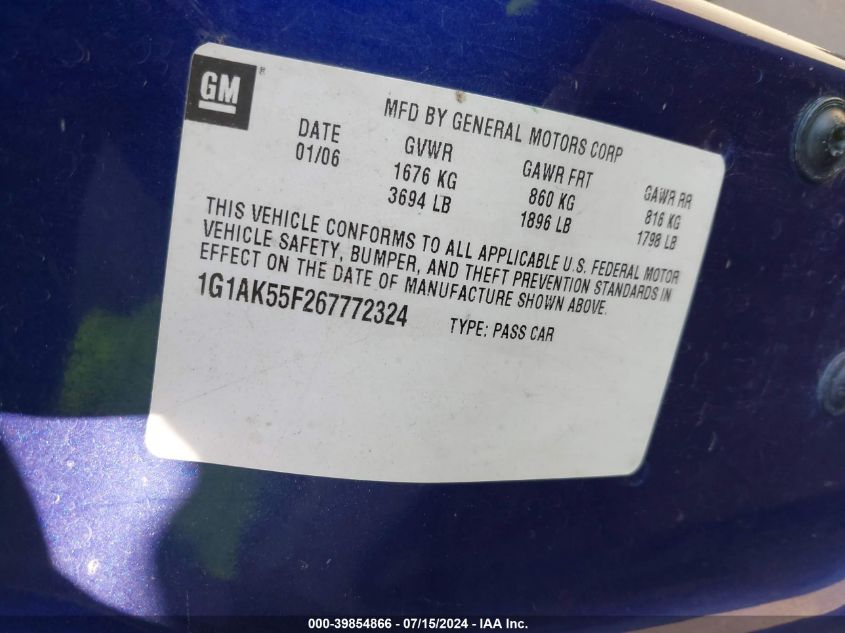 GM
MFD BY GENERAL MOTORS CORP
DATE GVWR GAWR FRT GAWR RR
01/06 1676 KG 860 KG 816 KG
3694 LB 1896 LB 1798 LB
THIS VEHICLE CONFORMS TO ALL APPLICABLE U.S. FEDERAL MOTOR
VEHICLE SAFETY, BUMPER, AND THEFT PREVENTION STANDARDS IN
EFFECT ON THE DATE OF MANUFACTURE SHOWN ABOVE.
1G1AK55F267772324 TYPE: PASS CAR
000-39854866 - 07/15/2024 - IAA Inc.